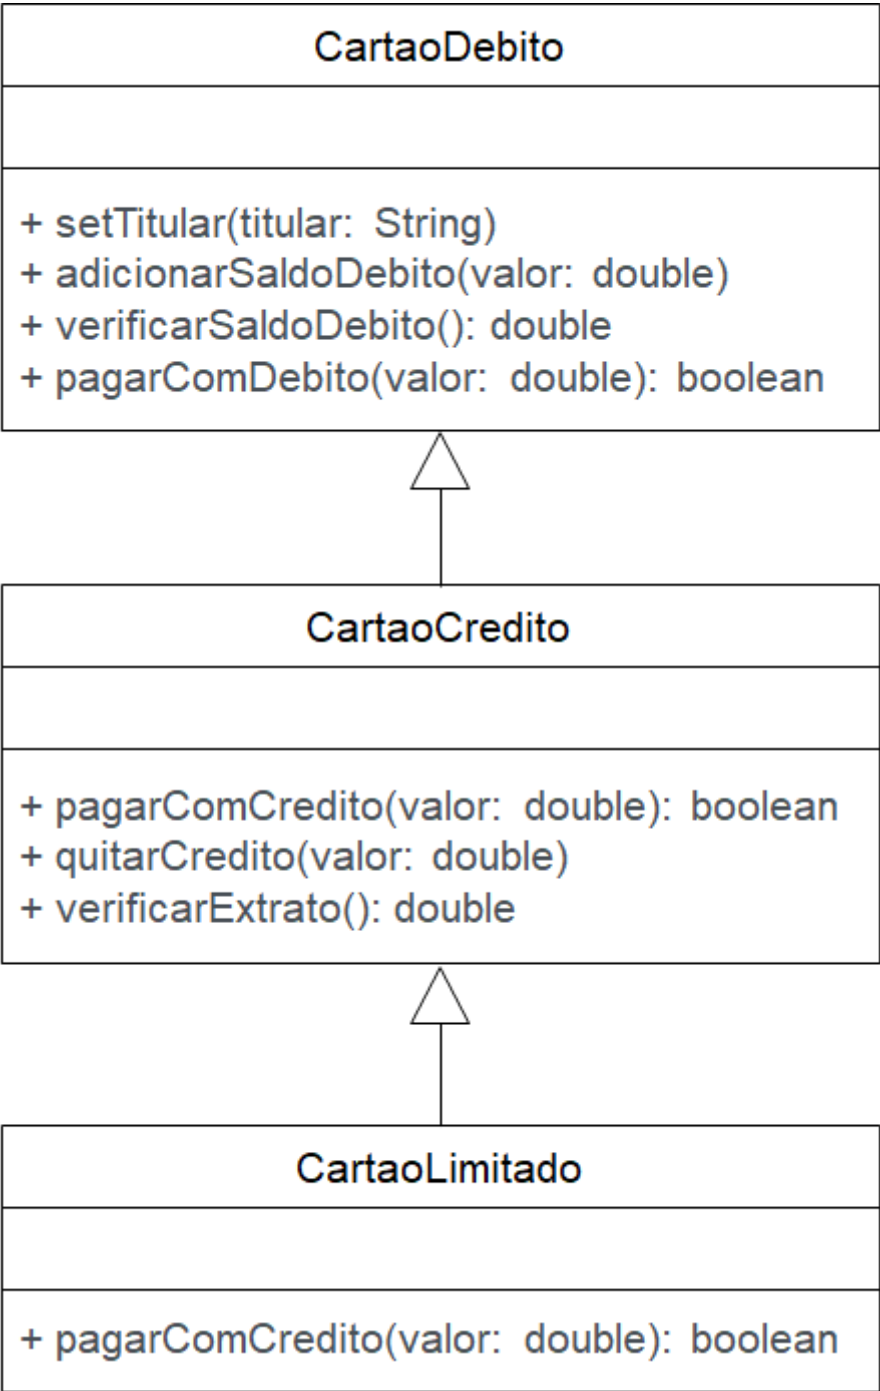 CartaoDebito
+ setTitular(titular: String)
+ adicionarSaldoDebito(valor: double)
+ verificarSaldoDebito(): double
+ pagarComDebito(valor: double): boolean
CartaoCredito
+ pagarComCredito(valor: double): boolean
+ quitarCredito(valor: double)
+ verificarExtrato(): double
CartaoLimitado
+ pagarComCredito(valor: double): boolean